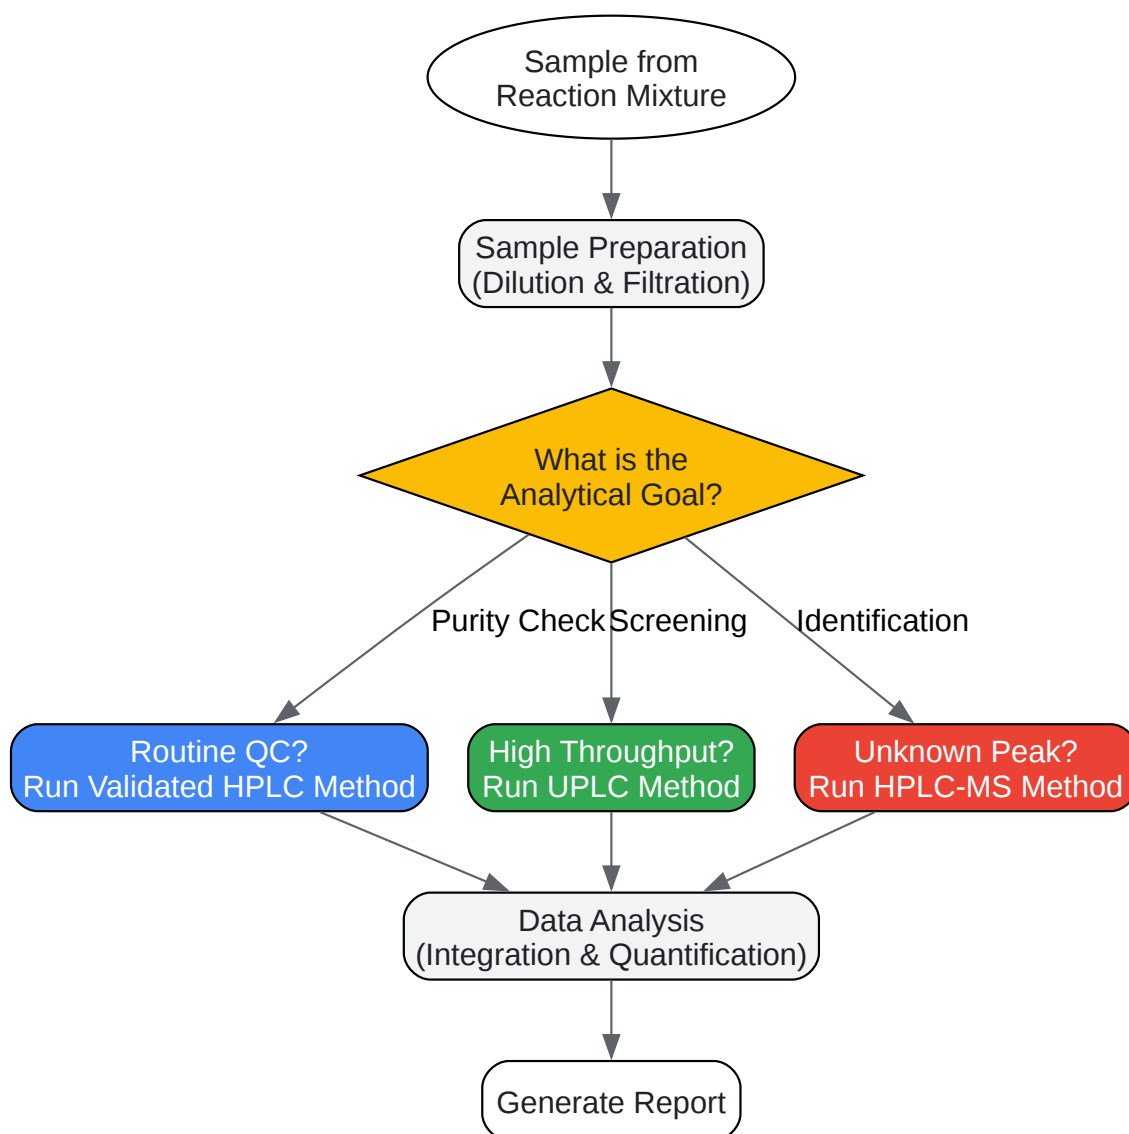 Sample from
Reaction Mixture
Sample Preparation
(Dilution & Filtration)
What is the
Analytical Goal?
Purity Check
Screening
Identification
Routine QC?
Run Validated HPLC Method
High Throughput?
Run UPLC Method
Unknown Peak?
Run HPLC-MS Method
Data Analysis
(Integration & Quantification)
Generate Report